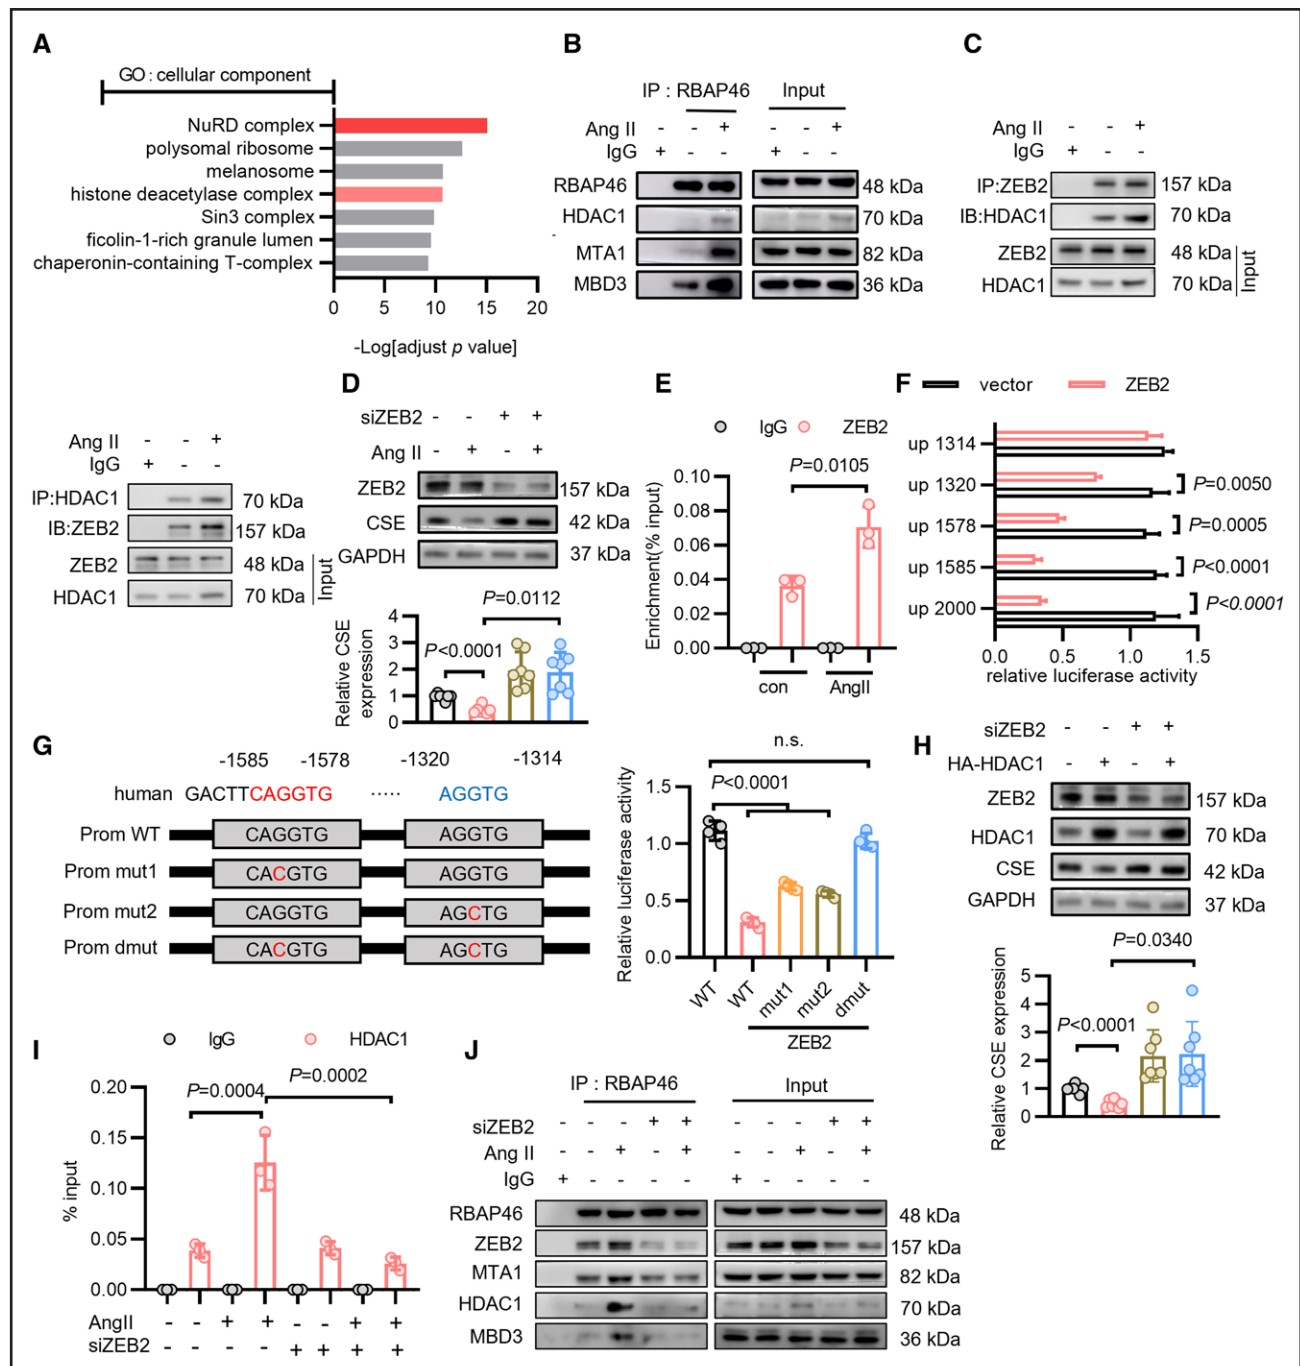 A
GO : cellular component
NuRD complex
polysomal ribosome
melanosome
histone deacetylase complex
Sin3 complex
ficolin-1-rich granule lumen
chaperonin-containing T-complex
0 5 10 15 20
-Log[adjust p value]
B
IP : RBAP46 Input
Ang II - - + - - +
IgG + - - + - -
RBAP46 48 kDa
HDAC1 70 kDa
MTA1 82 kDa
MBD3 36 kDa
C
Ang II - - +
IgG + - -
IP:ZEB2 157 kDa
IB:HDAC1 70 kDa
ZEB2 48 kDa
HDAC1 70 kDa
Input
Ang II - - +
IgG + - -
IP:HDAC1 70 kDa
IB:ZEB2 157 kDa
ZEB2 48 kDa
HDAC1 70 kDa
Input
D
siZEB2 - - + +
Ang II - + - +
ZEB2 157 kDa
CSE 42 kDa
GAPDH 37 kDa
P=0.0112
P<0.0001
Relative CSE expression
4
3
2
1
0
E
IgG ZEB2
P=0.0105
Enrichment(% input)
0.10
0.08
0.06
0.04
0.02
0.00
con AngII
F
vector ZEB2
up 1314
up 1320 P=0.0050
up 1578 P=0.0005
up 1585 P<0.0001
up 2000 P<0.0001
0.0 0.5 1.0 1.5
relative luciferase activity
G
-1585 -1578 -1320 -1314
human GACTTCAGGTG ····· AGGTG
Prom WT CAGGTG AGGTG
Prom mut1 CACGTG AGGTG
Prom mut2 CAGGTG AGCTG
Prom dmut CACGTG AGCTG
n.s.
P<0.0001
Relative luciferase activity
1.5
1.0
0.5
0.0
WT WT mut1 mut2 dmut
ZEB2
H
siZEB2 - - + +
HA-HDAC1 - + - +
ZEB2 157 kDa
HDAC1 70 kDa
CSE 42 kDa
GAPDH 37 kDa
P=0.0340
P<0.0001
Relative CSE expression
5
4
3
2
1
0
I
IgG HDAC1
P=0.0002
P=0.0004
% input
0.20
0.15
0.10
0.05
0.00
AngII - - + + - - + +
siZEB2 - - - - + + + +
J
IP : RBAP46 Input
siZEB2 - - - + + - - - + +
Ang II - - + - + - - + - +
IgG + - - - - + - - - -
RBAP46 48 kDa
ZEB2 157 kDa
MTA1 82 kDa
HDAC1 70 kDa
MBD3 36 kDa